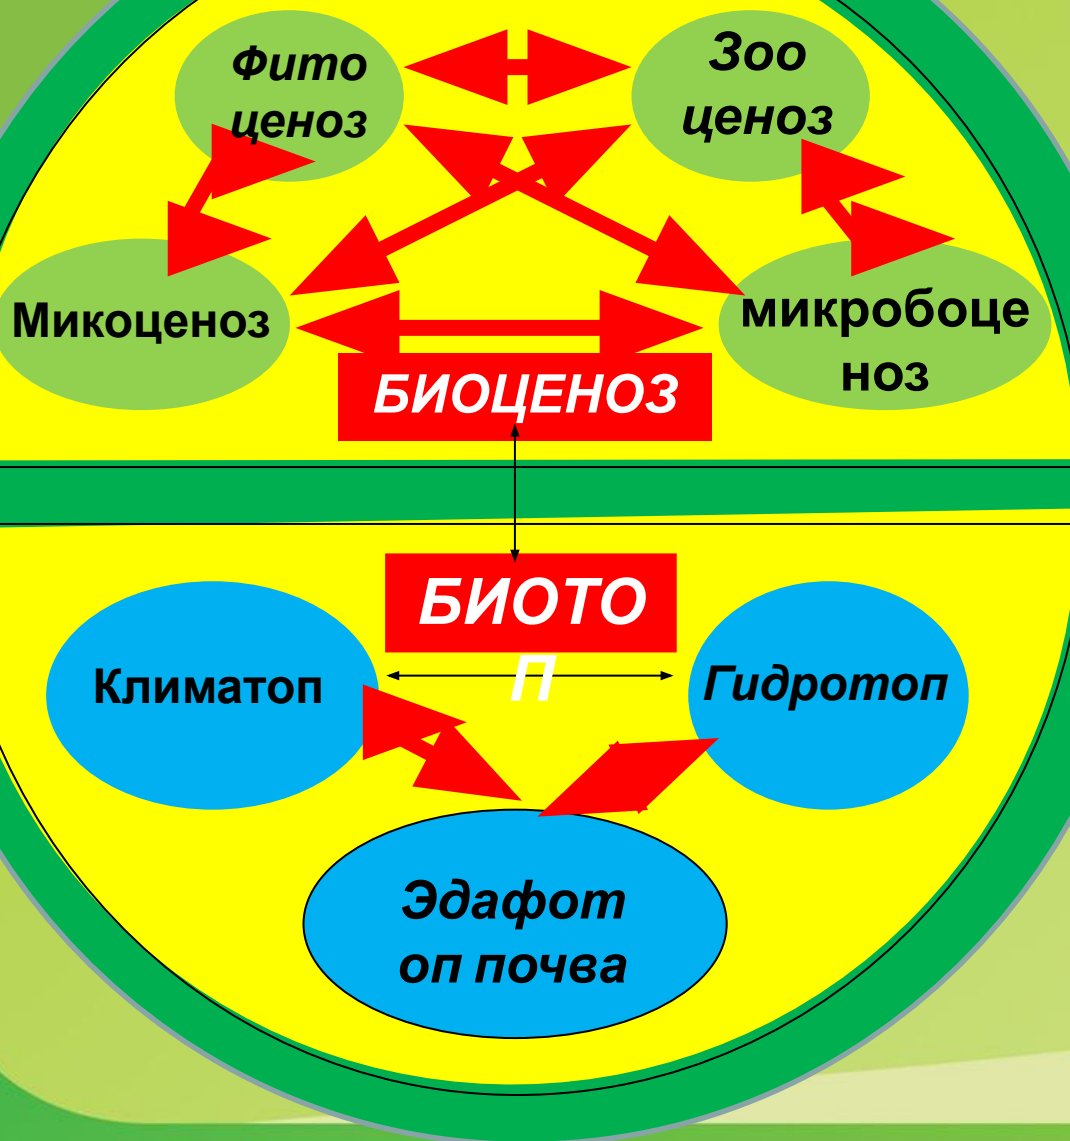 Фито
ценоз
Зоо
ценоз
Микоценоз
микробоце
ноз
БИОЦЕНОЗ
БИОТО
П
Климатоп
Гидротоп
Эдафот
оп почва